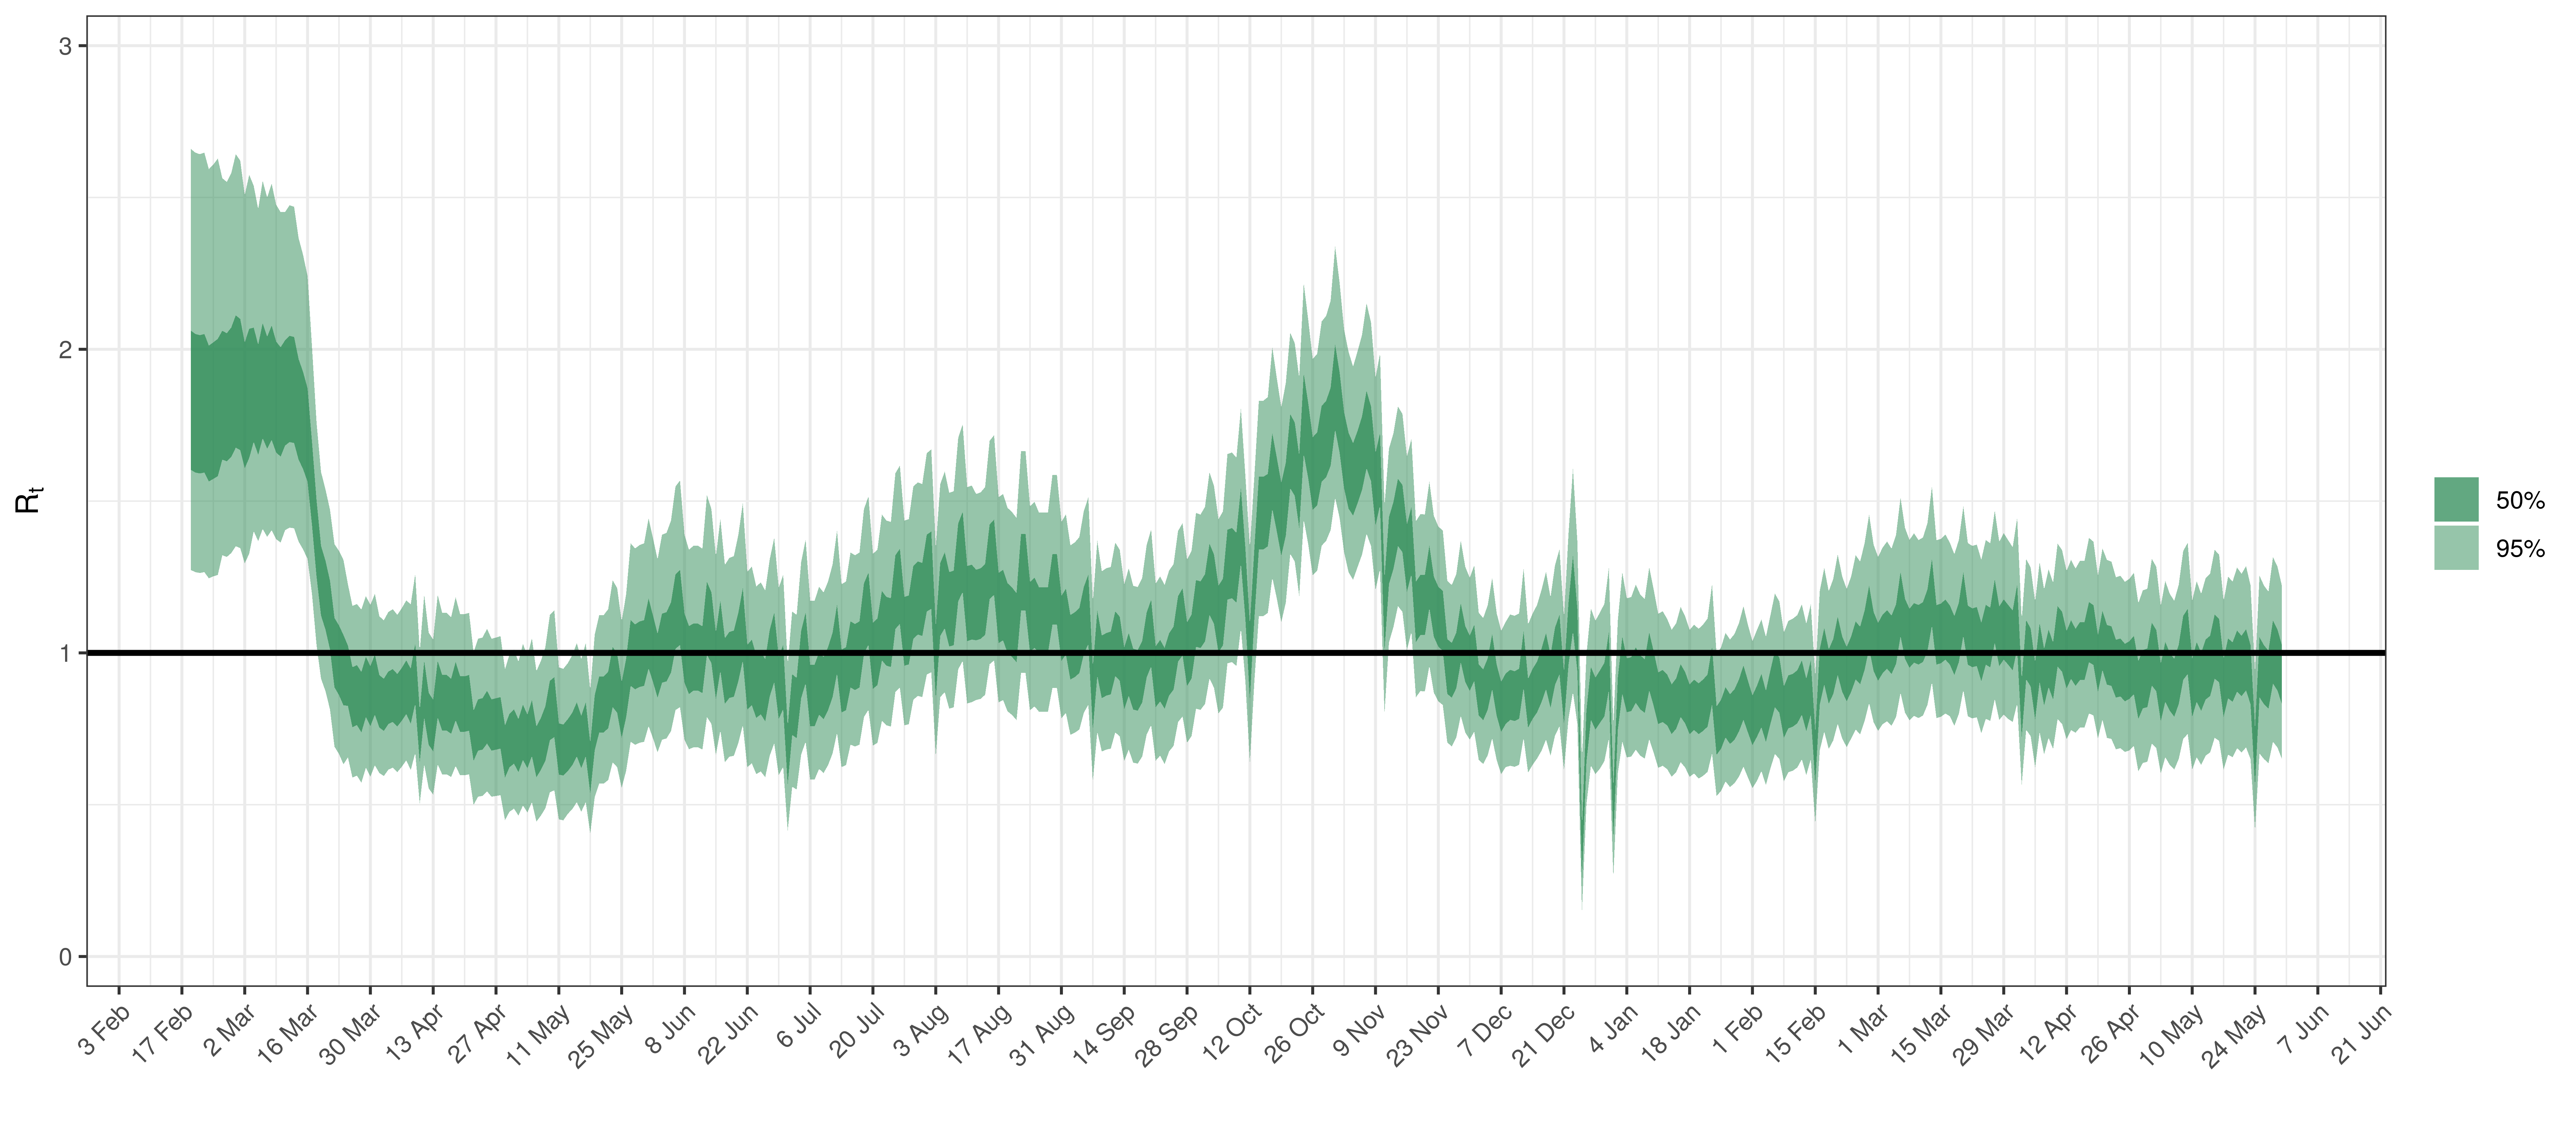 3
2
1
0
Rt
3 Feb
17 Feb
2 Mar
16 Mar
30 Mar
13 Apr
27 Apr
11 May
25 May
8 Jun
22 Jun
6 Jul
20 Jul
3 Aug
17 Aug
31 Aug
14 Sep
28 Sep
12 Oct
26 Oct
9 Nov
23 Nov
7 Dec
21 Dec
4 Jan
18 Jan
1 Feb
15 Feb
1 Mar
15 Mar
29 Mar
12 Apr
26 Apr
10 May
24 May
7 Jun
21 Jun
50%
95%